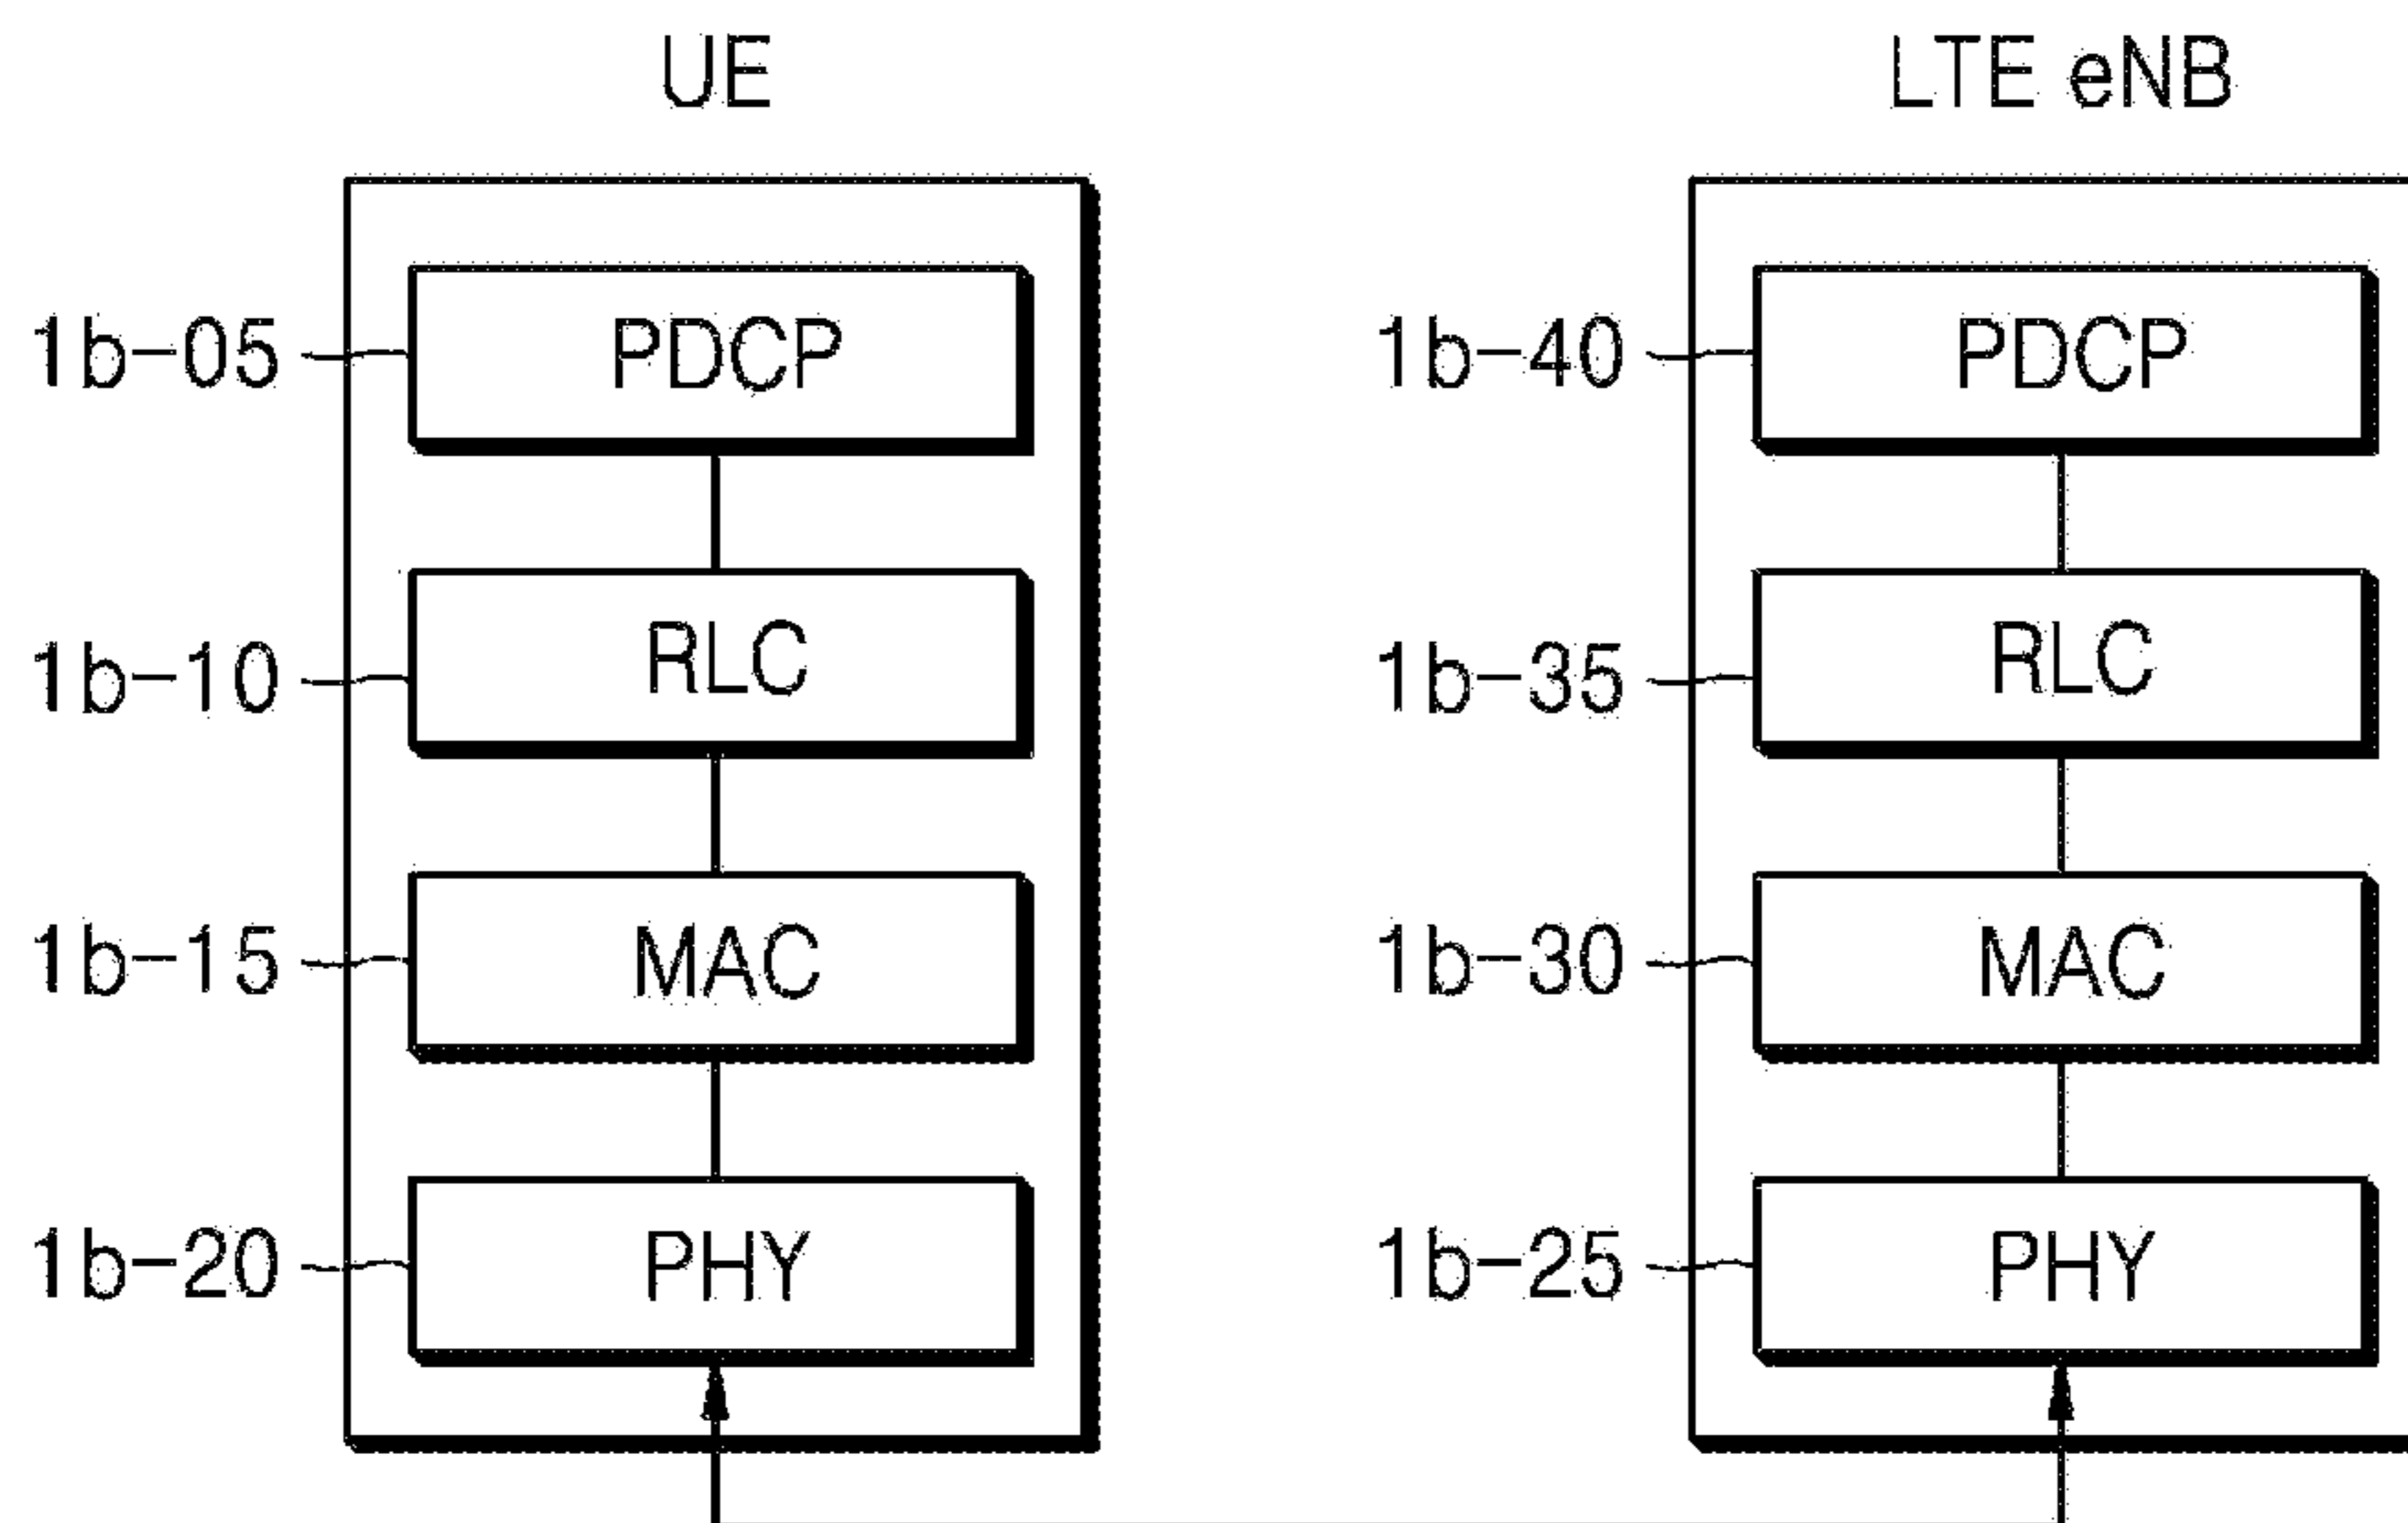 UE
LTE eNB
1b-05
PDCP
1b-40
PDCP
1b-10
RLC
1b-35
RLC
1b-15
MAC
1b-30
MAC
1b-20
PHY
1b-25
PHY